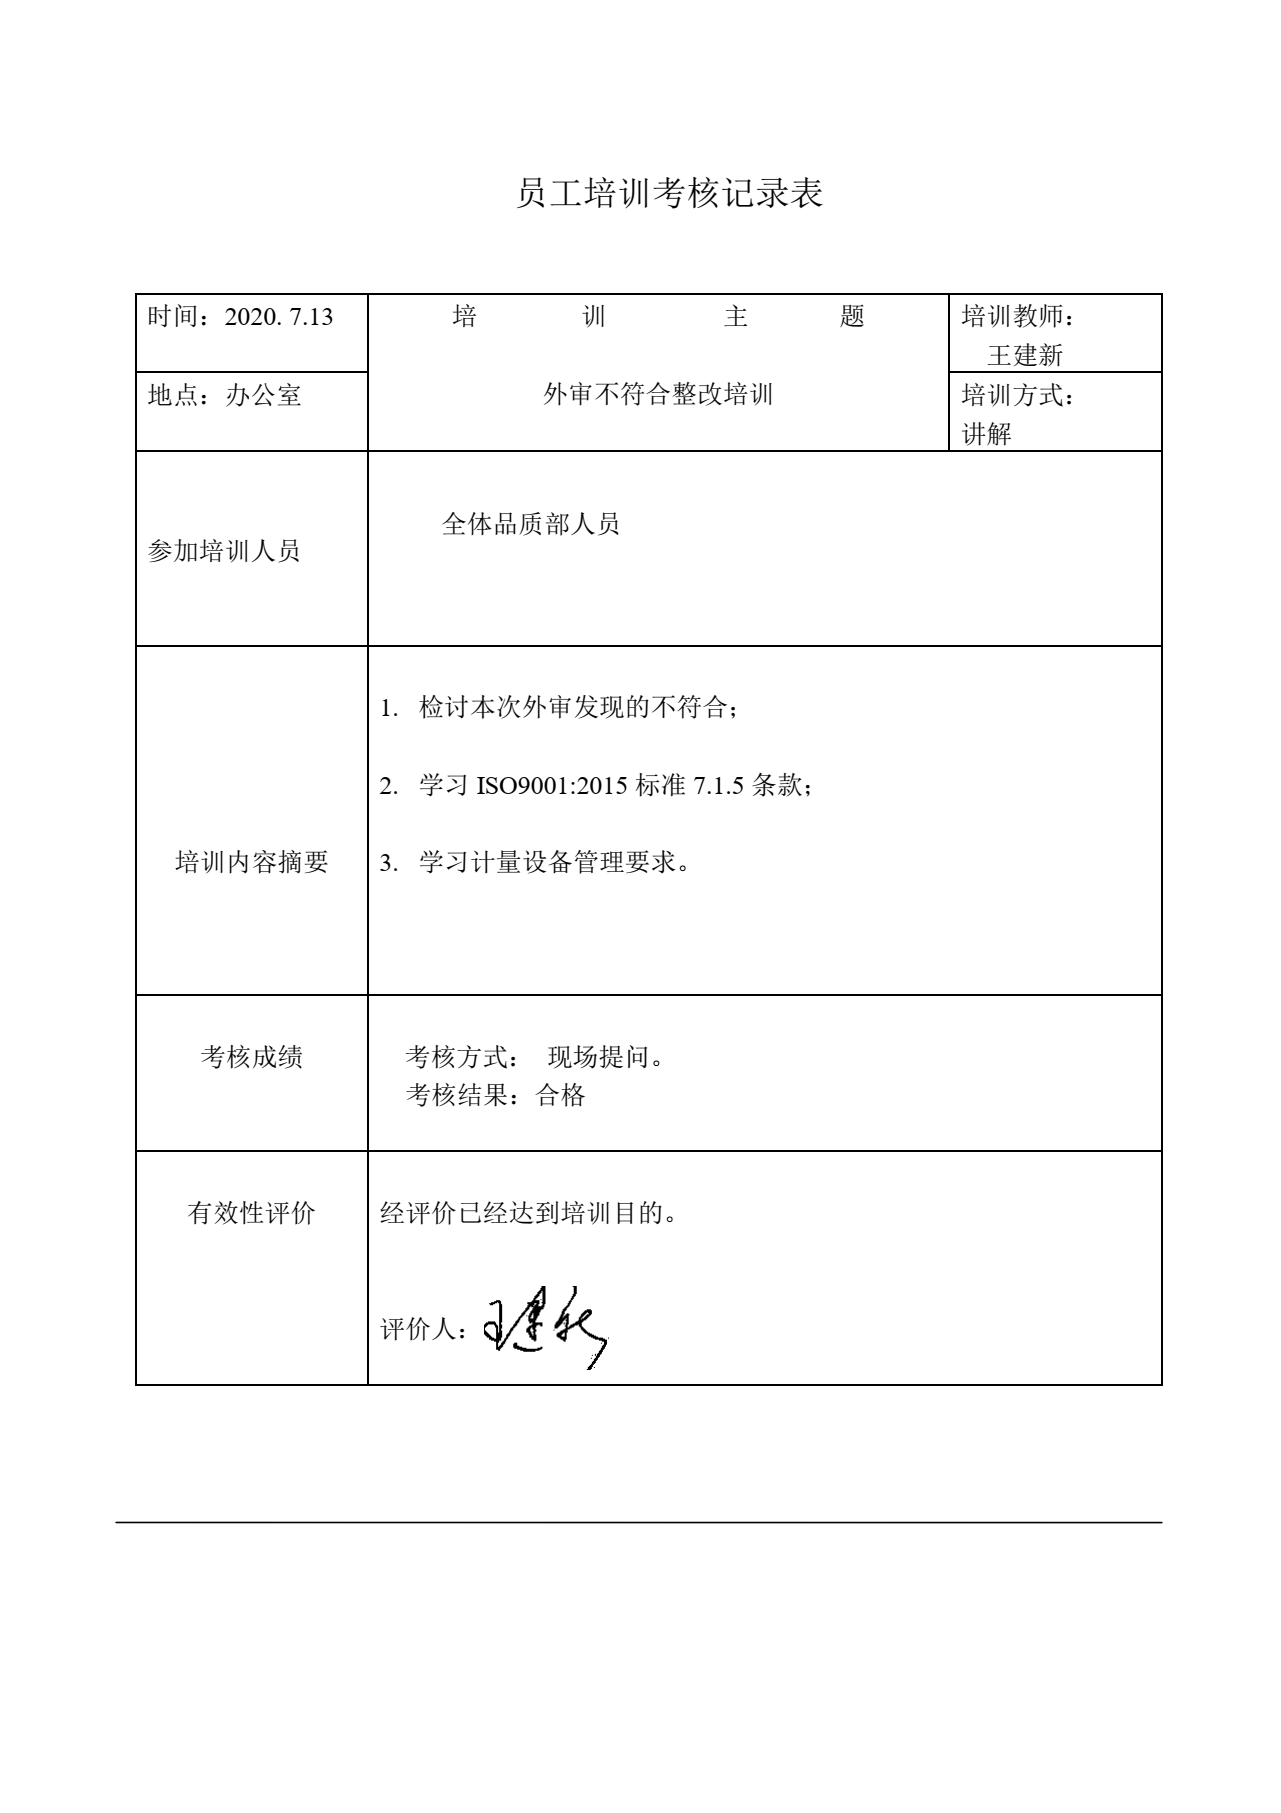 员工培训考核记录表
时间：2020. 7.13
培 训 主 题
培训教师：
王建新
地点：办公室
外审不符合整改培训
培训方式：
讲解
参加培训人员
全体品质部人员
培训内容摘要
1. 检讨本次外审发现的不符合；
2. 学习 ISO9001:2015 标准 7.1.5 条款；
3. 学习计量设备管理要求。
考核成绩
考核方式： 现场提问。
考核结果：合格
有效性评价
经评价已经达到培训目的。
评价人：王建新